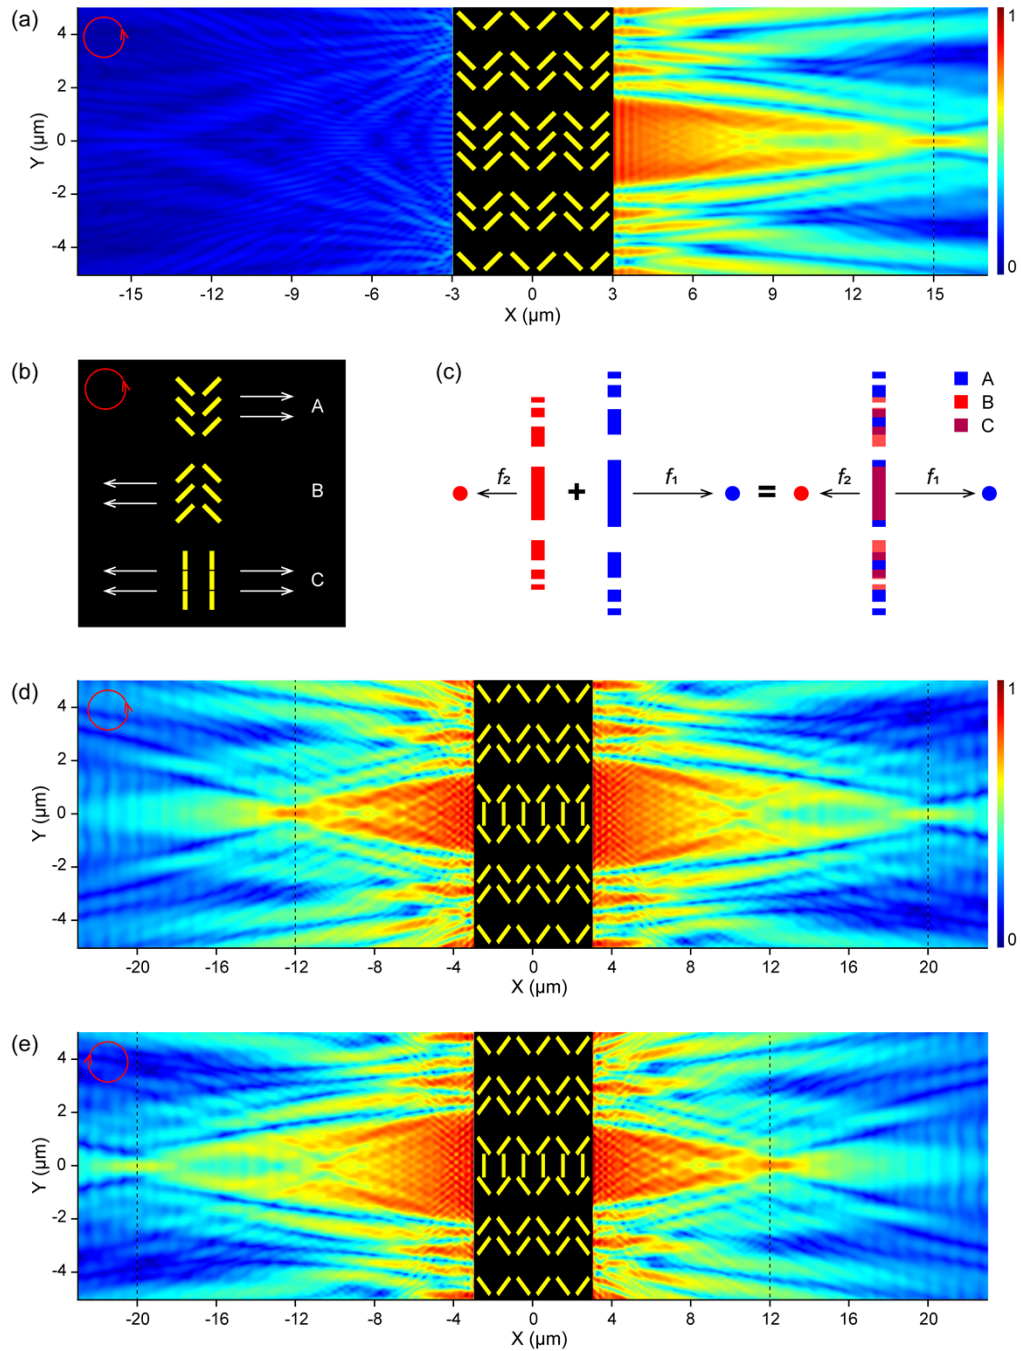 (a)
4
2
0
-2
-4
Y (μm)
1
0
-15 -12 -9 -6 -3 0 3 6 9 12 15
X (μm)
(b)
A
B
C
(c)
A
B
C
f₂ + f₁ = f₂ f₁
(d)
4
2
0
-2
-4
Y (μm)
1
0
-20 -16 -12 -8 -4 0 4 8 12 16 20
X (μm)
(e)
4
2
0
-2
-4
Y (μm)
-20 -16 -12 -8 -4 0 4 8 12 16 20
X (μm)